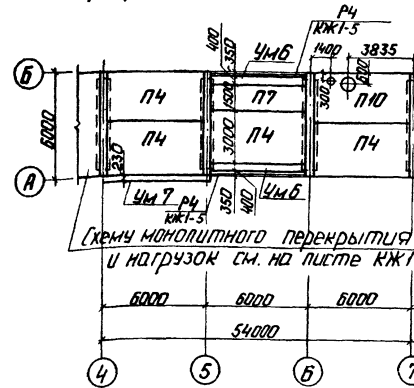 Р4
КЖ1-5
3835
400
350
Ум6
1400
Б
П4
П7
300
600
П10
6000
1500
П4
3000
П4
П4
230
А
Ум7
Р4
КЖ1-5
350
400
Ум6
Схему монолитного перекрытия
и нагрузок см. на листе КЖ1
6000
6000
6000
54000
4
5
6
7